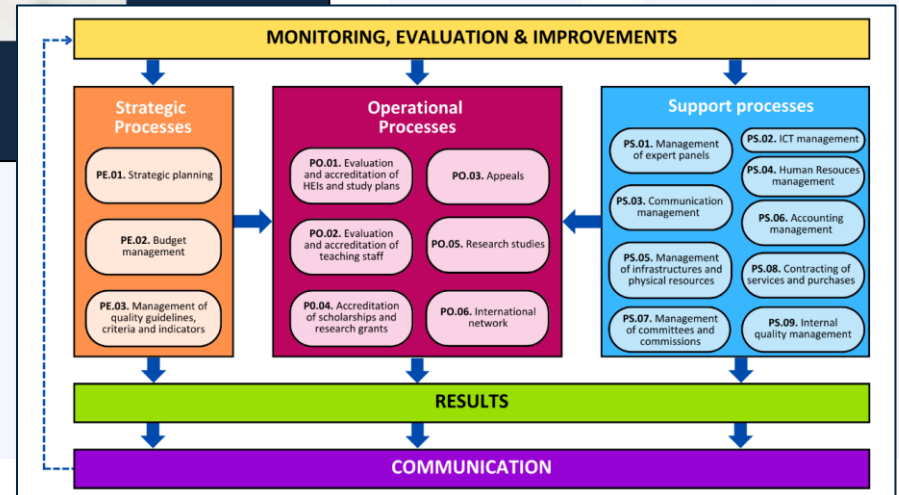 MONITORING, EVALUATION & IMPROVEMENTS
Strategic
Processes
PE.01. Strategic planning
PE.02. Budget
management
PE.03. Management of
quality guidelines,
criteria and indicators
Operational
Processes
PO.01. Evaluation
and accreditation of
HEIs and study plans
PO.03. Appeals
PO.02. Evaluation
and accreditation of
teaching staff
PO.05. Research studies
P0.04. Accreditation
of scholarships and
research grants
PO.06. International
network
Support processes
PS.01. Management
of expert panels
PS.02. ICT management
PS.03. Communication
management
PS.04. Human Resouces
management
PS.05. Management
of infrastructures and
physical resources
PS.06. Accounting
management
PS.07. Management
of committees and
commissions
PS.08. Contracting of
services and purchases
PS.09. Internal
quality management
RESULTS
COMMUNICATION